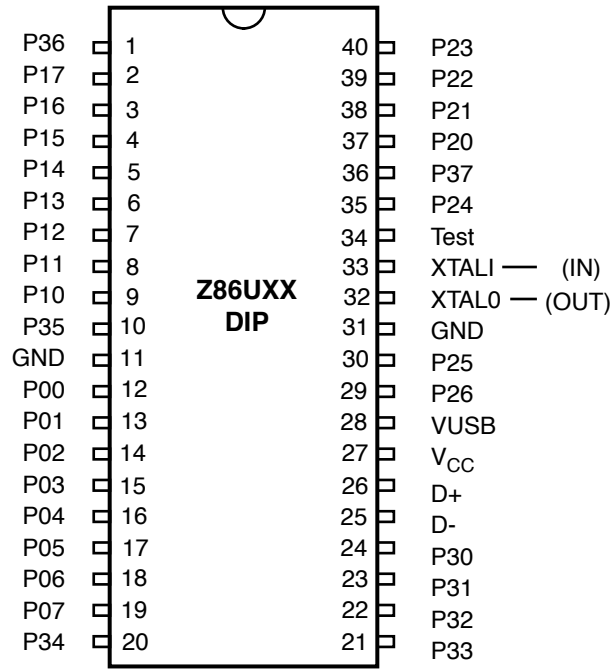 P36 1 40 P23
P17 2 39 P22
P16 3 38 P21
P15 4 37 P20
P14 5 36 P37
P13 6 35 P24
P12 7 34 Test
P11 8 33 XTALI (IN)
P10 9 Z86UXX 32 XTAL0 (OUT)
P35 10 DIP 31 GND
GND 11 30 P25
P00 12 29 P26
P01 13 28 VUSB
P02 14 27 VCC
P03 15 26 D+
P04 16 25 D-
P05 17 24 P30
P06 18 23 P31
P07 19 22 P32
P34 20 21 P33